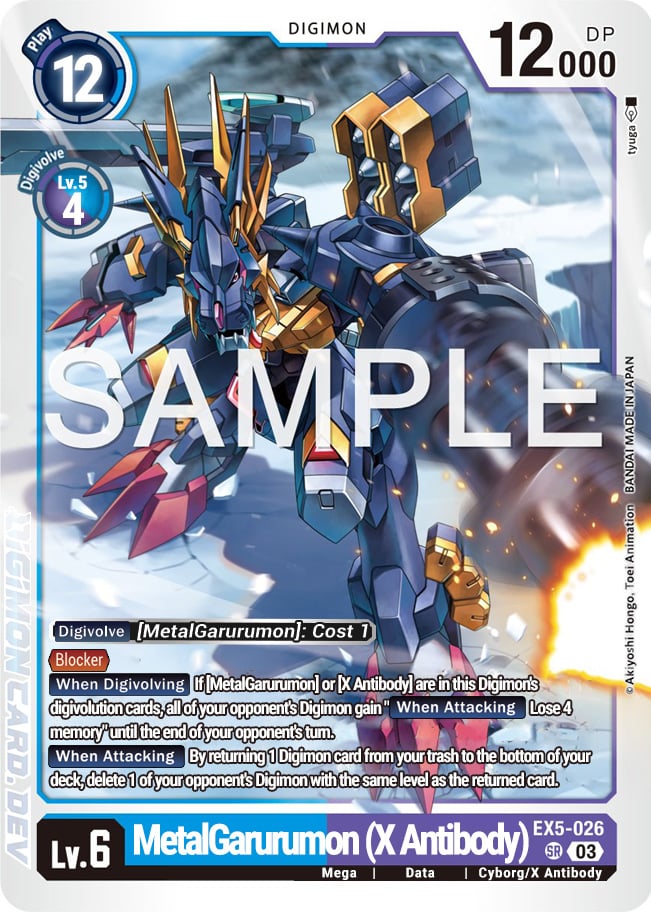 Play
12
DIGIMON
12000
DP
tyuga
Digivolve
Lv.5
4
SAMPLE
©Akiyoshi Hongo, Toei Animation BANDAI MADE IN JAPAN
DIGIMONCARD.DEV
Digivolve [MetalGarurumon]: Cost 1
Blocker
When Digivolving If [MetalGarurumon] or [X Antibody] are in this Digimon's
digivolution cards, all of your opponent's Digimon gain " When Attacking Lose 4
memory" until the end of your opponent's turn.
When Attacking By returning 1 Digimon card from your trash to the bottom of your
deck, delete 1 of your opponent's Digimon with the same level as the returned card.
Lv.6
MetalGarurumon (X Antibody)
EX5-026
SR 03
Mega | Data | Cyborg/X Antibody